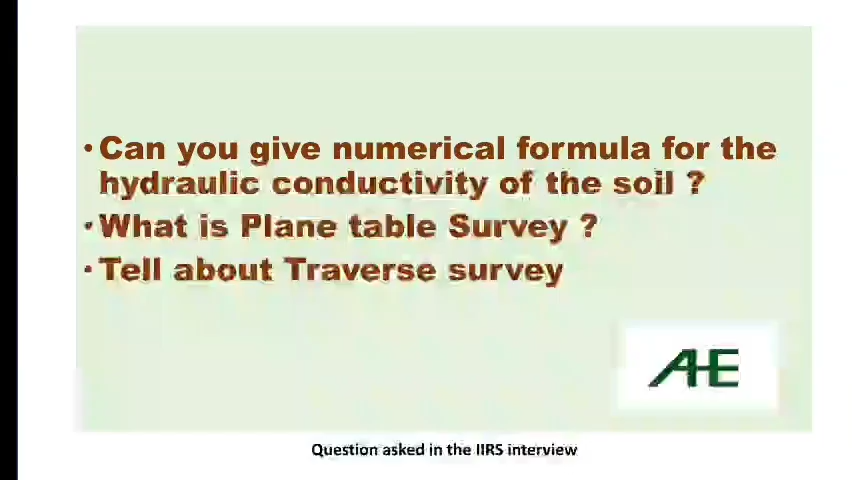 • Can you give numerical formula for the
hydraulic conductivity of the soil ?
• What is Plane table Survey ?
• Tell about Traverse survey
AHE
Question asked in the IIRS interview